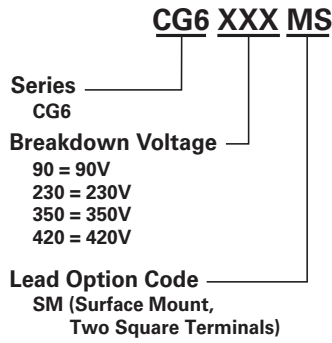 CG6 XXX MS
Series
CG6
Breakdown Voltage
90 = 90V
230 = 230V
350 = 350V
420 = 420V
Lead Option Code
SM (Surface Mount,
Two Square Terminals)